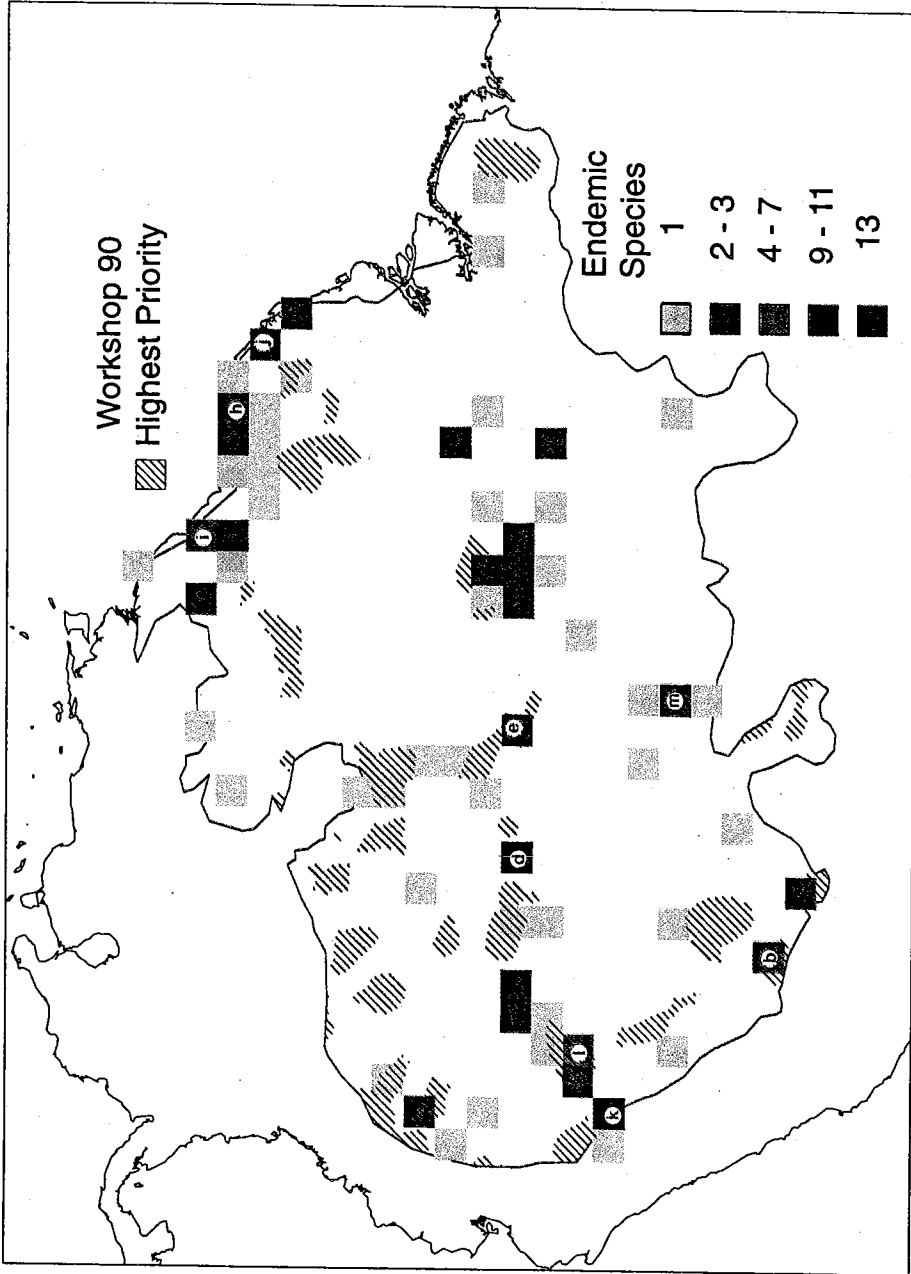 Workshop 90
Highest Priority
i
h
j
d
e
l
k
Endemic
Species
1
m
2 - 3
4 - 7
b
9 - 11
13